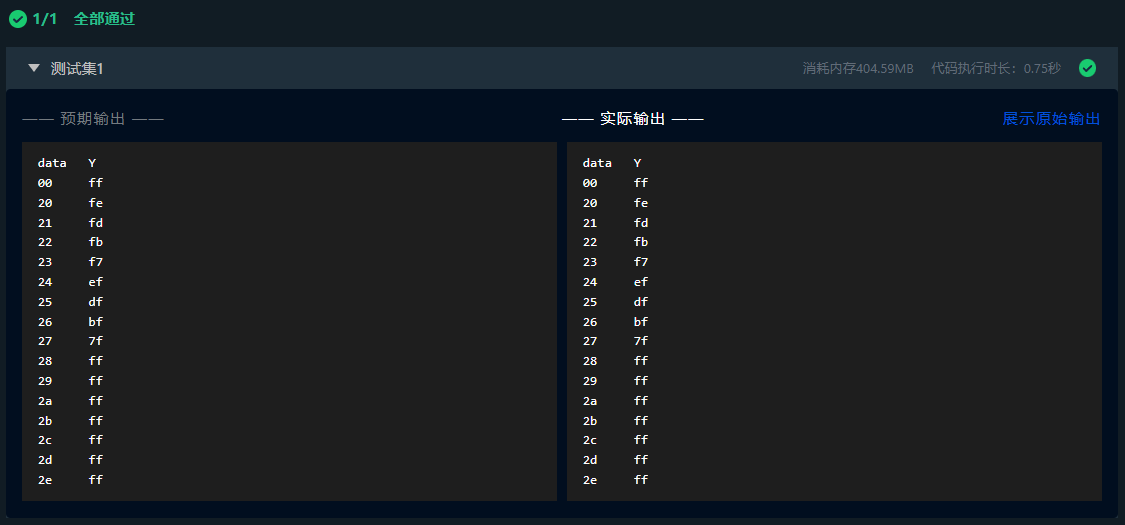 1/1 全部通过
测试集1 消耗内存404.59MB 代码执行时长：0.75秒
—— 预期输出 ——
data Y
00 ff
20 fe
21 fd
22 fb
23 f7
24 ef
25 df
26 bf
27 7f
28 ff
29 ff
2a ff
2b ff
2c ff
2d ff
2e ff
—— 实际输出 —— 展示原始输出
data Y
00 ff
20 fe
21 fd
22 fb
23 f7
24 ef
25 df
26 bf
27 7f
28 ff
29 ff
2a ff
2b ff
2c ff
2d ff
2e ff